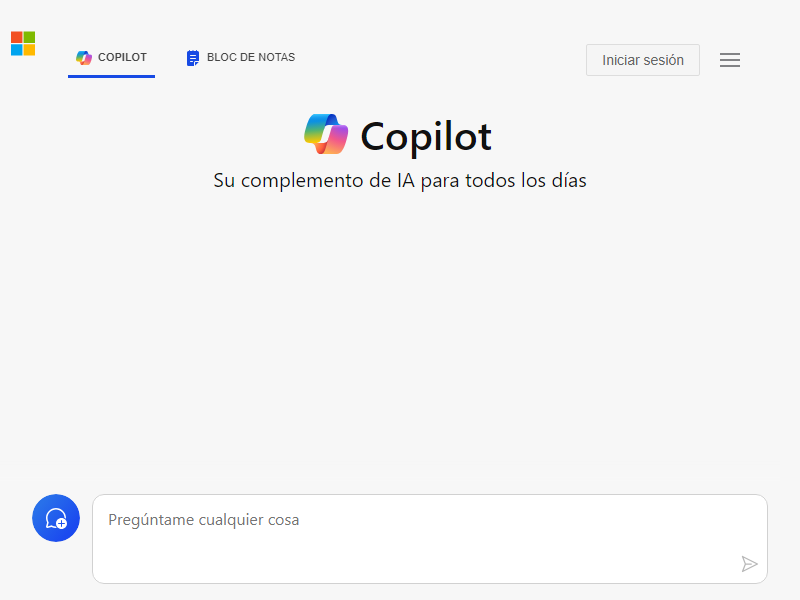 COPILOT
BLOC DE NOTAS
Iniciar sesión
Copilot
Su complemento de IA para todos los días
Pregúntame cualquier cosa